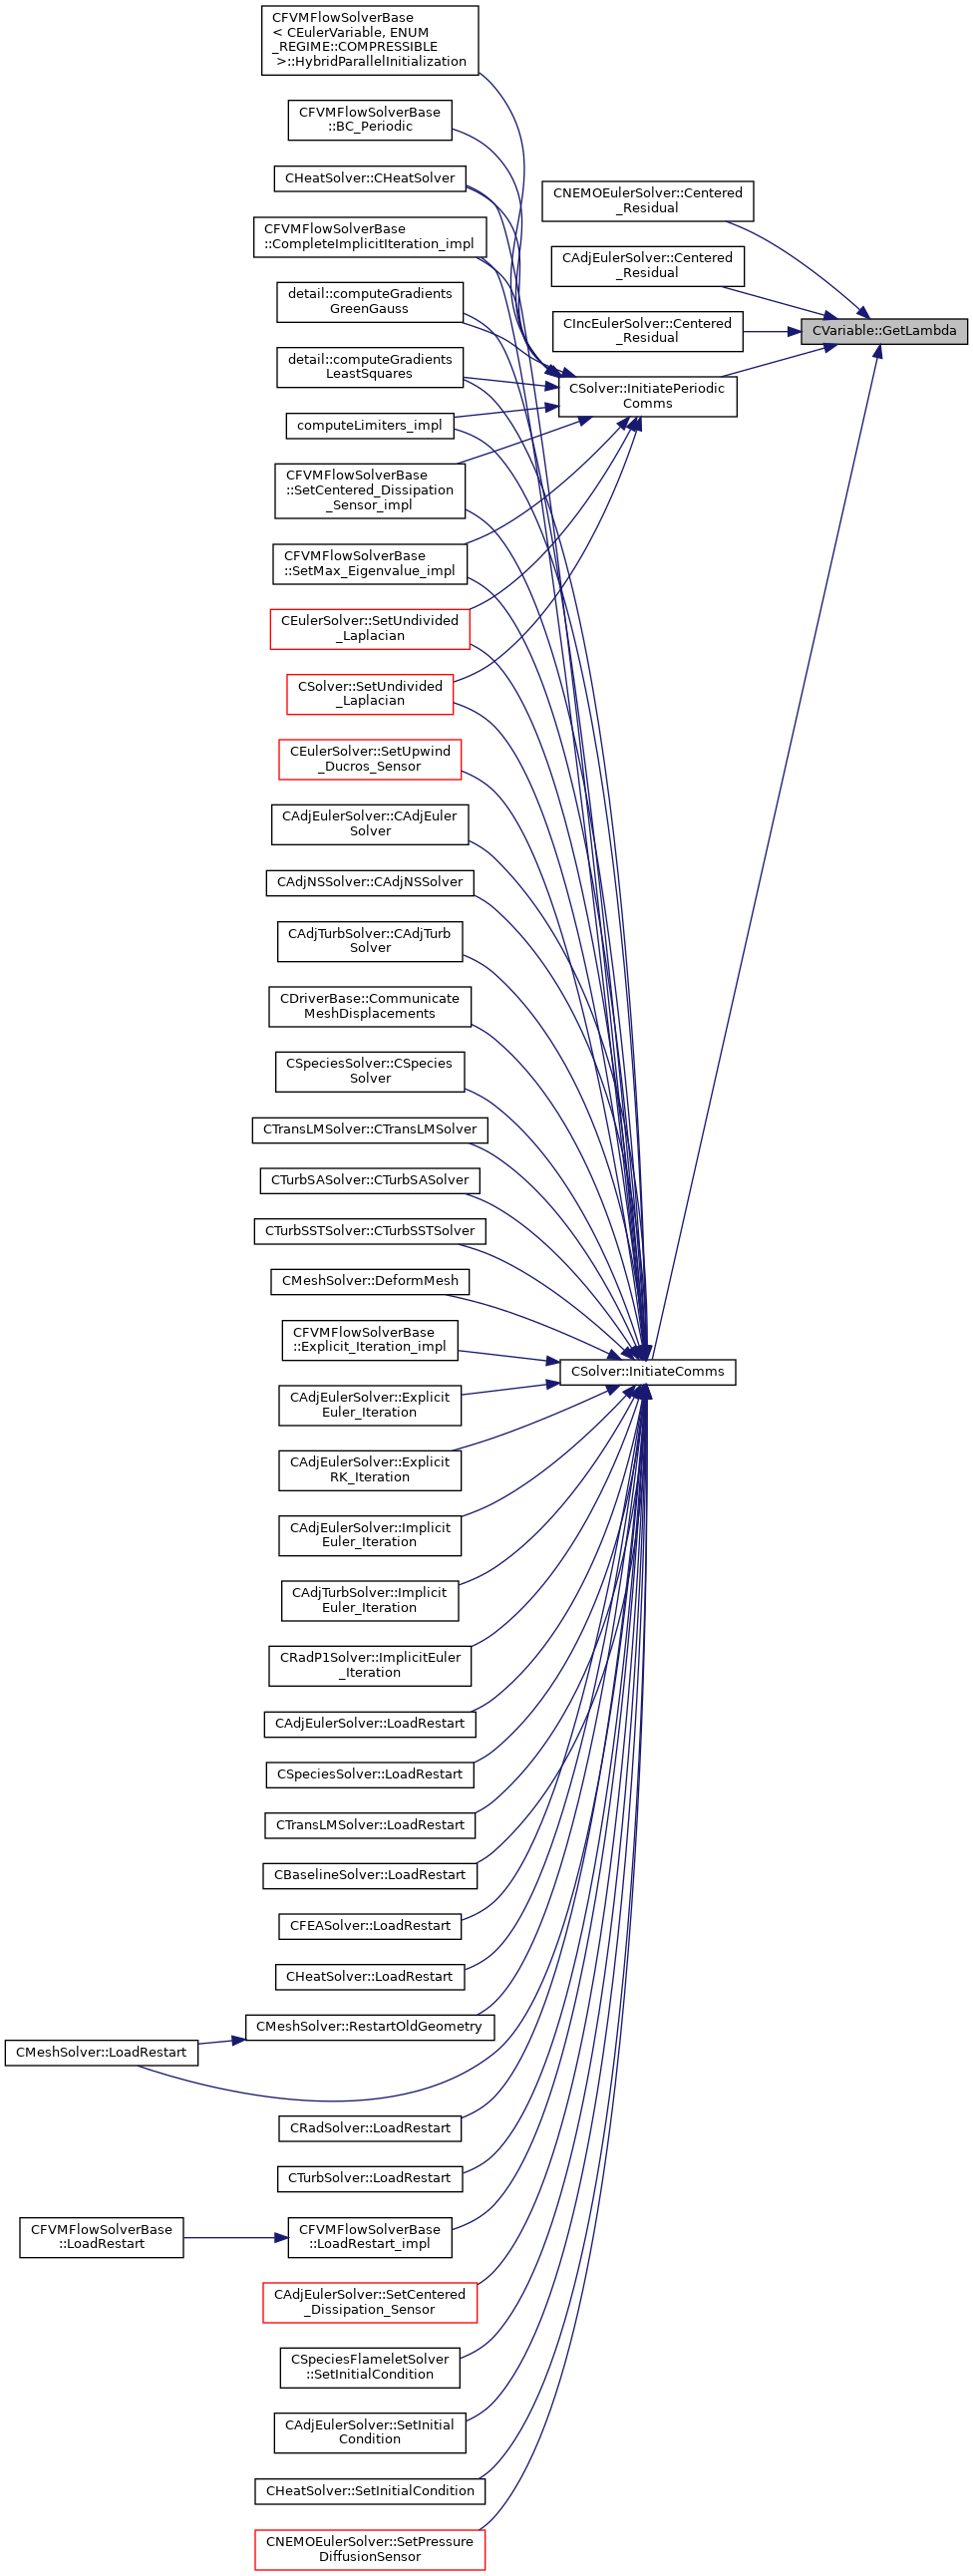 CFVMFlowSolverBase
< CEulerVariable, ENUM
_REGIME::COMPRESSIBLE
>::HybridParallelInitialization
CFVMFlowSolverBase
::BC_Periodic
CHeatSolver::CHeatSolver
CFVMFlowSolverBase
::CompleteImplicitIteration_impl
detail::computeGradients
GreenGauss
detail::computeGradients
LeastSquares
computeLimiters_impl
CFVMFlowSolverBase
::SetCentered_Dissipation
_Sensor_impl
CFVMFlowSolverBase
::SetMax_Eigenvalue_impl
CEulerSolver::SetUndivided
_Laplacian
CSolver::SetUndivided
_Laplacian
CEulerSolver::SetUpwind
_Ducros_Sensor
CAdjEulerSolver::CAdjEuler
Solver
CAdjNSSolver::CAdjNSSolver
CAdjTurbSolver::CAdjTurb
Solver
CDriverBase::Communicate
MeshDisplacements
CSpeciesSolver::CSpecies
Solver
CTransLMSolver::CTransLMSolver
CTurbSASolver::CTurbSASolver
CTurbSSTSolver::CTurbSSTSolver
CMeshSolver::DeformMesh
CFVMFlowSolverBase
::Explicit_Iteration_impl
CAdjEulerSolver::Explicit
Euler_Iteration
CAdjEulerSolver::Explicit
RK_Iteration
CAdjEulerSolver::Implicit
Euler_Iteration
CAdjTurbSolver::Implicit
Euler_Iteration
CRadP1Solver::ImplicitEuler
_Iteration
CAdjEulerSolver::LoadRestart
CSpeciesSolver::LoadRestart
CTransLMSolver::LoadRestart
CBaselineSolver::LoadRestart
CFEASolver::LoadRestart
CHeatSolver::LoadRestart
CMeshSolver::RestartOldGeometry
CMeshSolver::LoadRestart
CRadSolver::LoadRestart
CTurbSolver::LoadRestart
CFVMFlowSolverBase
::LoadRestart_impl
CFVMFlowSolverBase
::LoadRestart
CAdjEulerSolver::SetCentered
_Dissipation_Sensor
CSpeciesFlameletSolver
::SetInitialCondition
CAdjEulerSolver::SetInitial
Condition
CHeatSolver::SetInitialCondition
CNEMOEulerSolver::SetPressure
DiffusionSensor
CNEMOEulerSolver::Centered
_Residual
CAdjEulerSolver::Centered
_Residual
CIncEulerSolver::Centered
_Residual
CSolver::InitiatePeriodic
Comms
CSolver::InitiateComms
CVariable::GetLambda